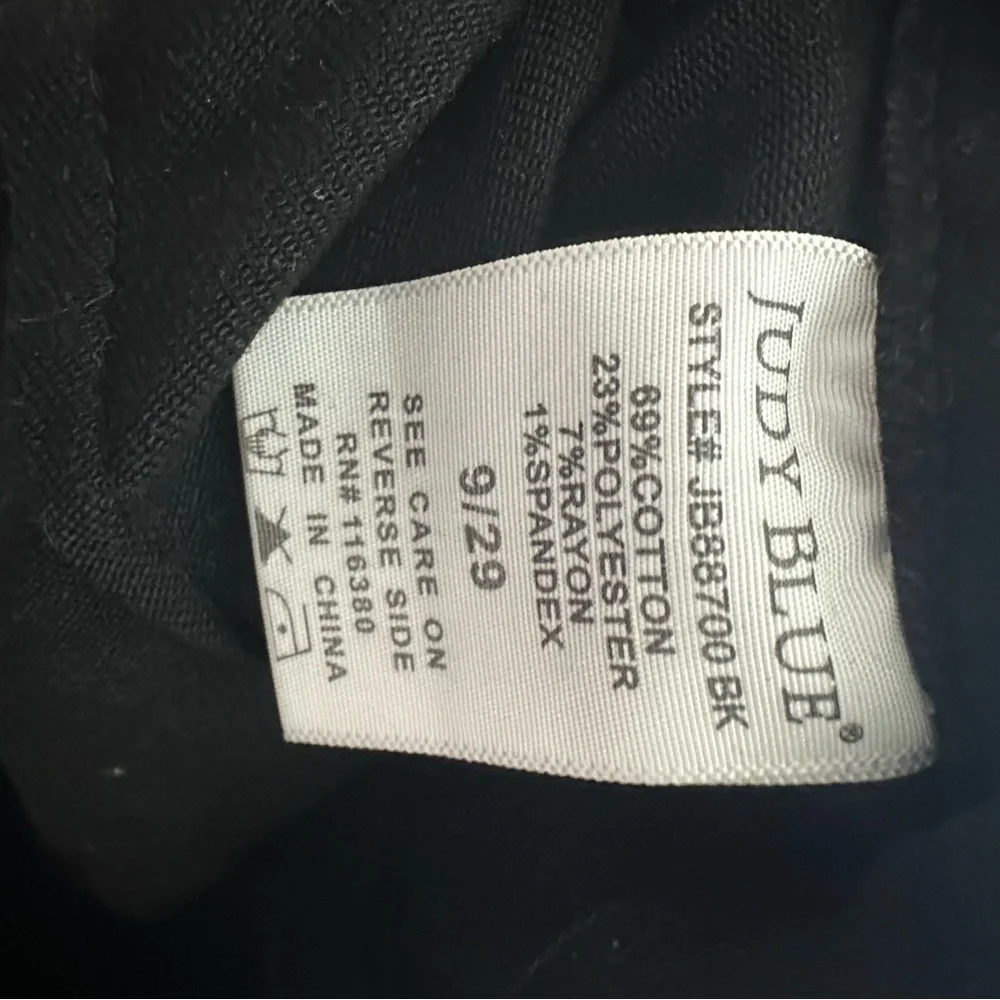 JUDY BLUE®
STYLE# JB88700 BK
69%COTTON
23%POLYESTER
7%RAYON
1%SPANDEX
9/29
SEE CARE ON
REVERSE SIDE
RN# 116380
MADE IN CHINA